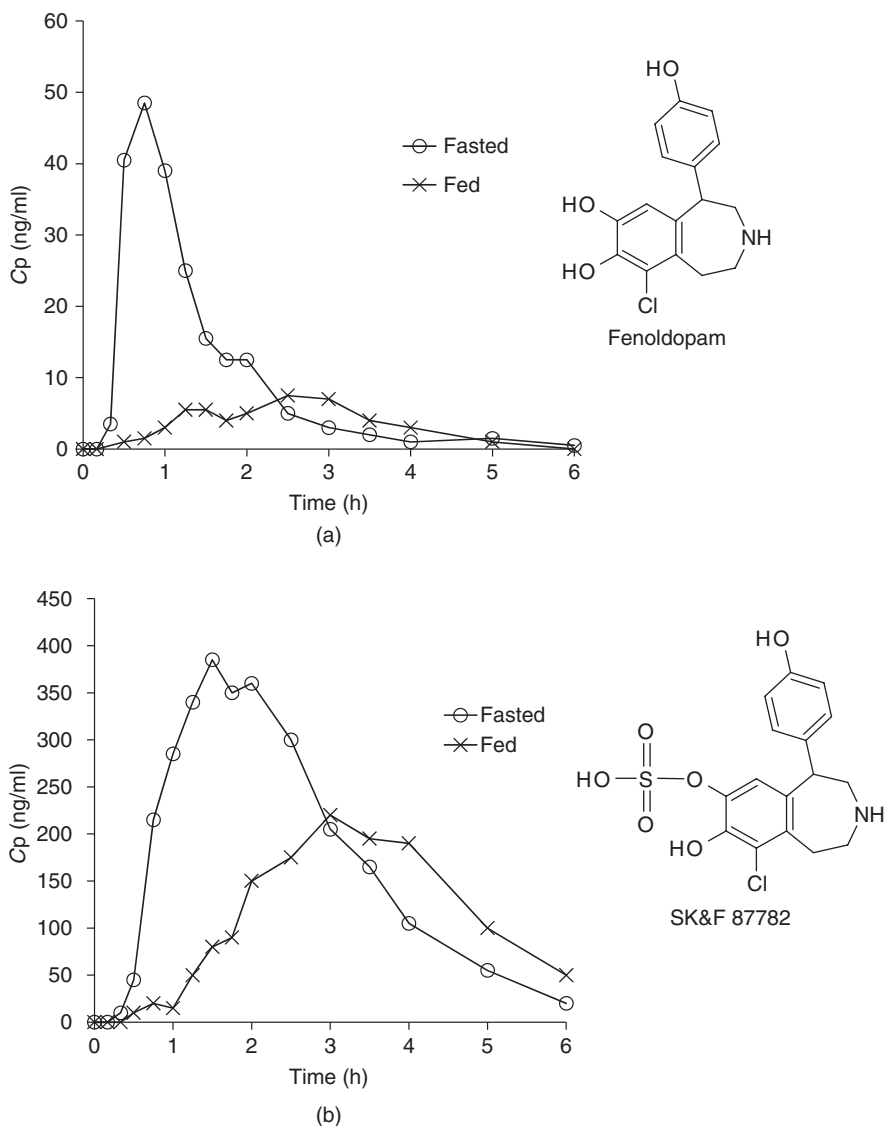 60
50
40
30
20
10
0
Cp (ng/ml)
0 1 2 3 4 5 6
Time (h)
(a)
Fasted
Fed
HO
HO
HO
NH
Cl
Fenoldopam
450
400
350
300
250
200
150
100
50
0
Cp (ng/ml)
0 1 2 3 4 5 6
Time (h)
(b)
Fasted
Fed
HO
O
HO S O
O
NH
HO
Cl
SK&F 87782